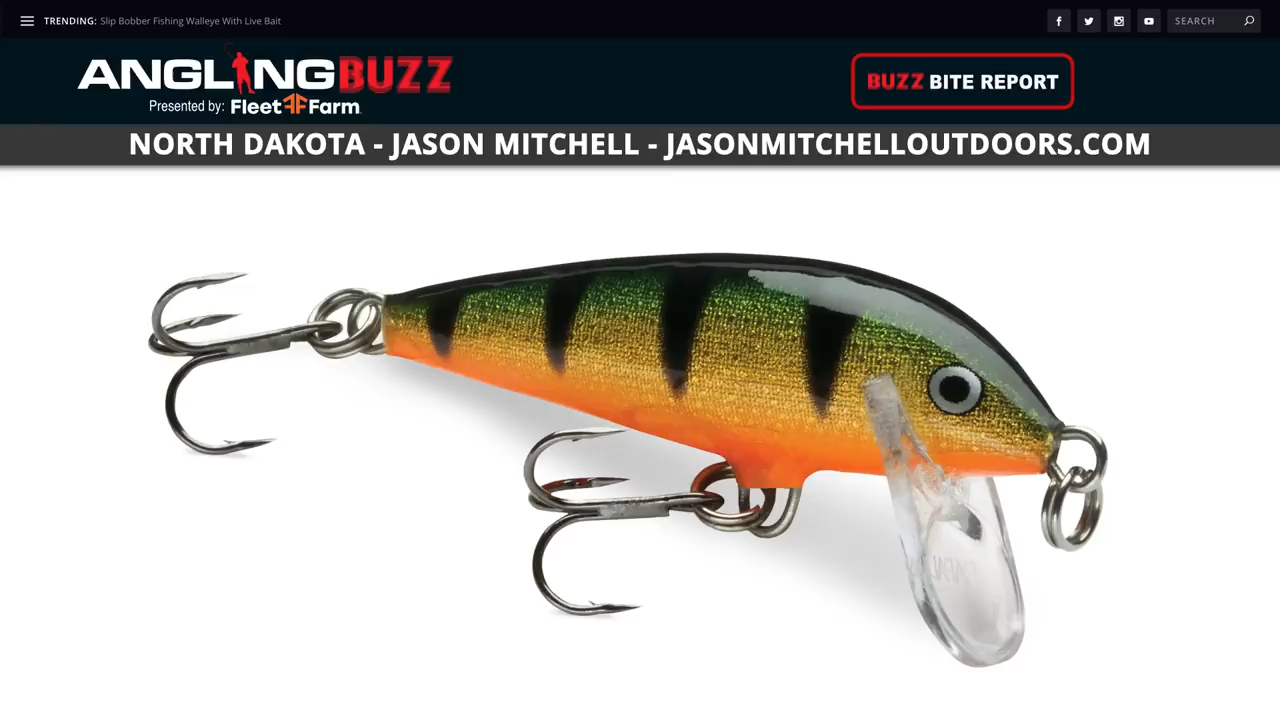 TRENDING: Slip Bobber Fishing Walleye With Live Bait
SEARCH
ANGLINGBUZZ
Presented by: Fleet Farm
BUZZ BITE REPORT
NORTH DAKOTA - JASON MITCHELL - JASONMITCHELLOUTDOORS.COM